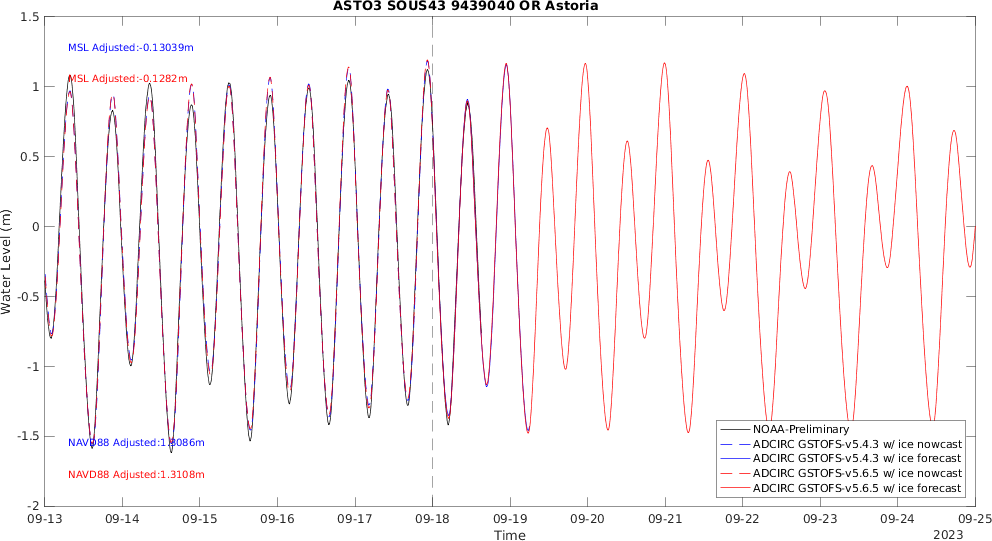 ASTO3 SOUS43 9439040 OR Astoria
1.5
1
0.5
0
-0.5
-1
-1.5
-2
Water Level (m)
MSL Adjusted:-0.13039m
MSL Adjusted:-0.1282m
NAVD88 Adjusted:1.3086m
NAVD88 Adjusted:1.3108m
NOAA-Preliminary
ADCIRC GSTOFS-v5.4.3 w/ ice nowcast
ADCIRC GSTOFS-v5.4.3 w/ ice forecast
ADCIRC GSTOFS-v5.6.5 w/ ice nowcast
ADCIRC GSTOFS-v5.6.5 w/ ice forecast
09-13 09-14 09-15 09-16 09-17 09-18 09-19 09-20 09-21 09-22 09-23 09-24 09-25
Time
2023